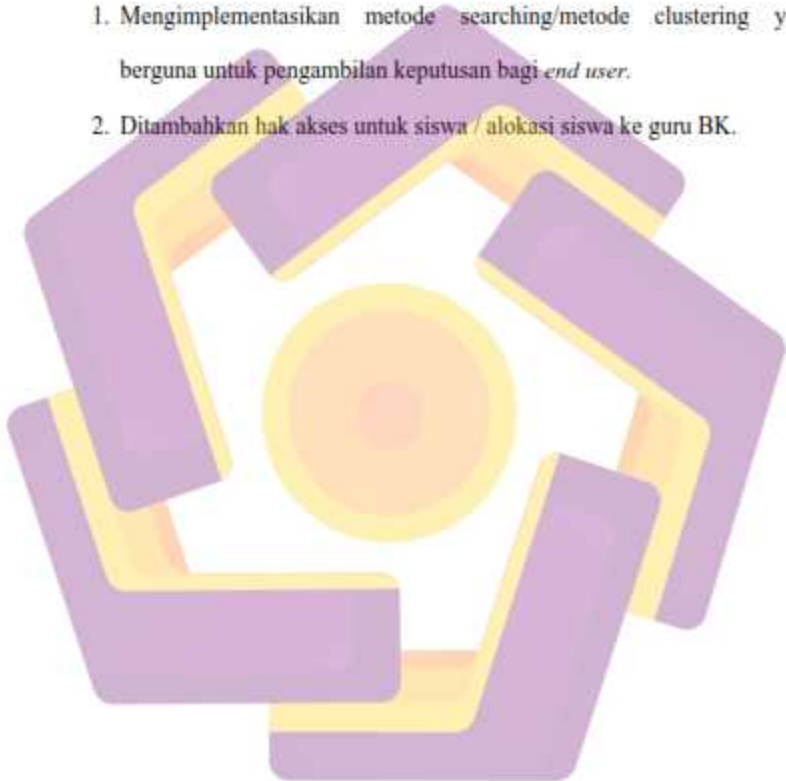 1. Mengimplementasikan metode searching/metode clustering y
berguna untuk pengambilan keputusan bagi end user.
2. Ditambahkan hak akses untuk siswa / alokasi siswa ke guru BK.